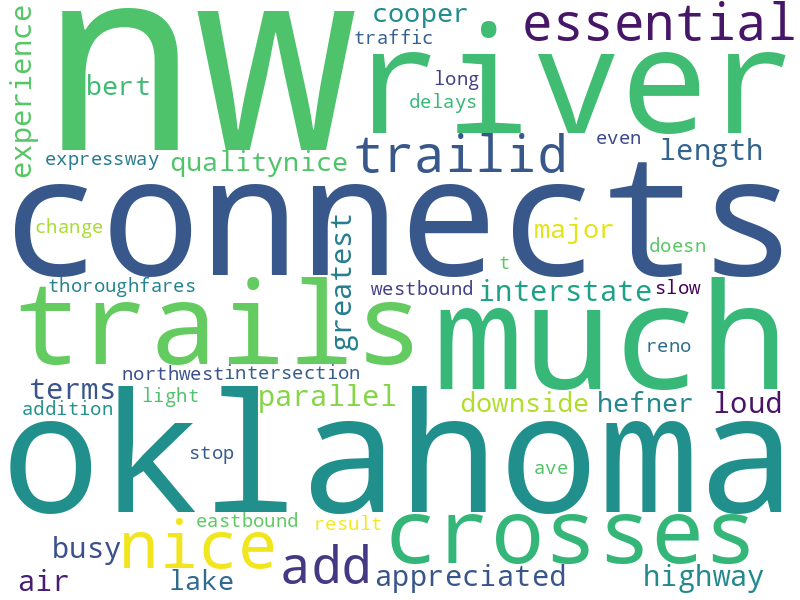 experience
nw
cooper
essential
traffic
river
bert
long
delays
expressway
qualitynice
trailid
even
length
connects
change
greatest
major
doesn
t
thoroughfares
westbound
interstate
slow
trails
much
reno
northwest
intersection
terms
light
parallel
downside
hefner
loud
addition
oklahoma
stop
ave
eastbound
result
crosses
busy
nice
add
air
lake
appreciated
highway